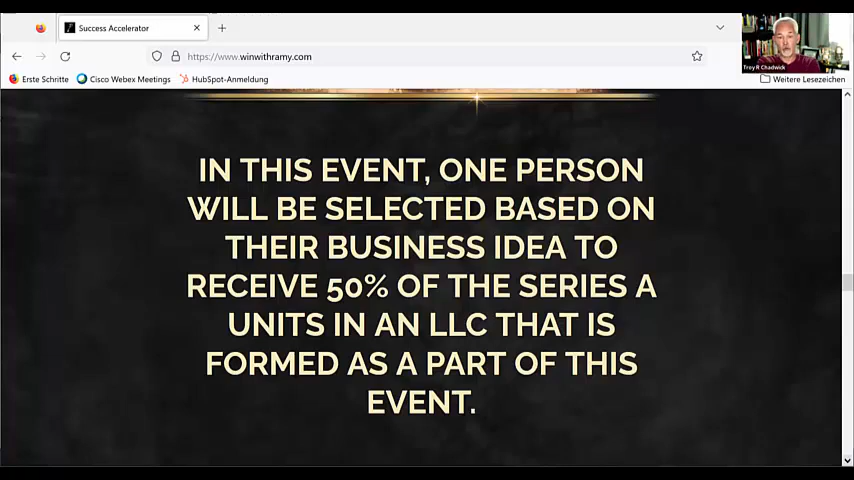 Success Accelerator
https://www.winwithramy.com
Troy R Chadwick
Erste Schritte
Cisco Webex Meetings
HubSpot-Anmeldung
Weitere Lesezeichen
IN THIS EVENT, ONE PERSON
WILL BE SELECTED BASED ON
THEIR BUSINESS IDEA TO
RECEIVE 50% OF THE SERIES A
UNITS IN AN LLC THAT IS
FORMED AS A PART OF THIS
EVENT.